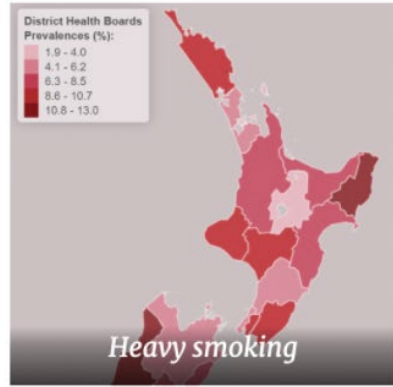 District Health Boards
Prevalences (%):
1.9 - 4.0
4.1 - 6.2
6.3 - 8.5
8.6 - 10.7
10.8 - 13.0
Heavy smoking